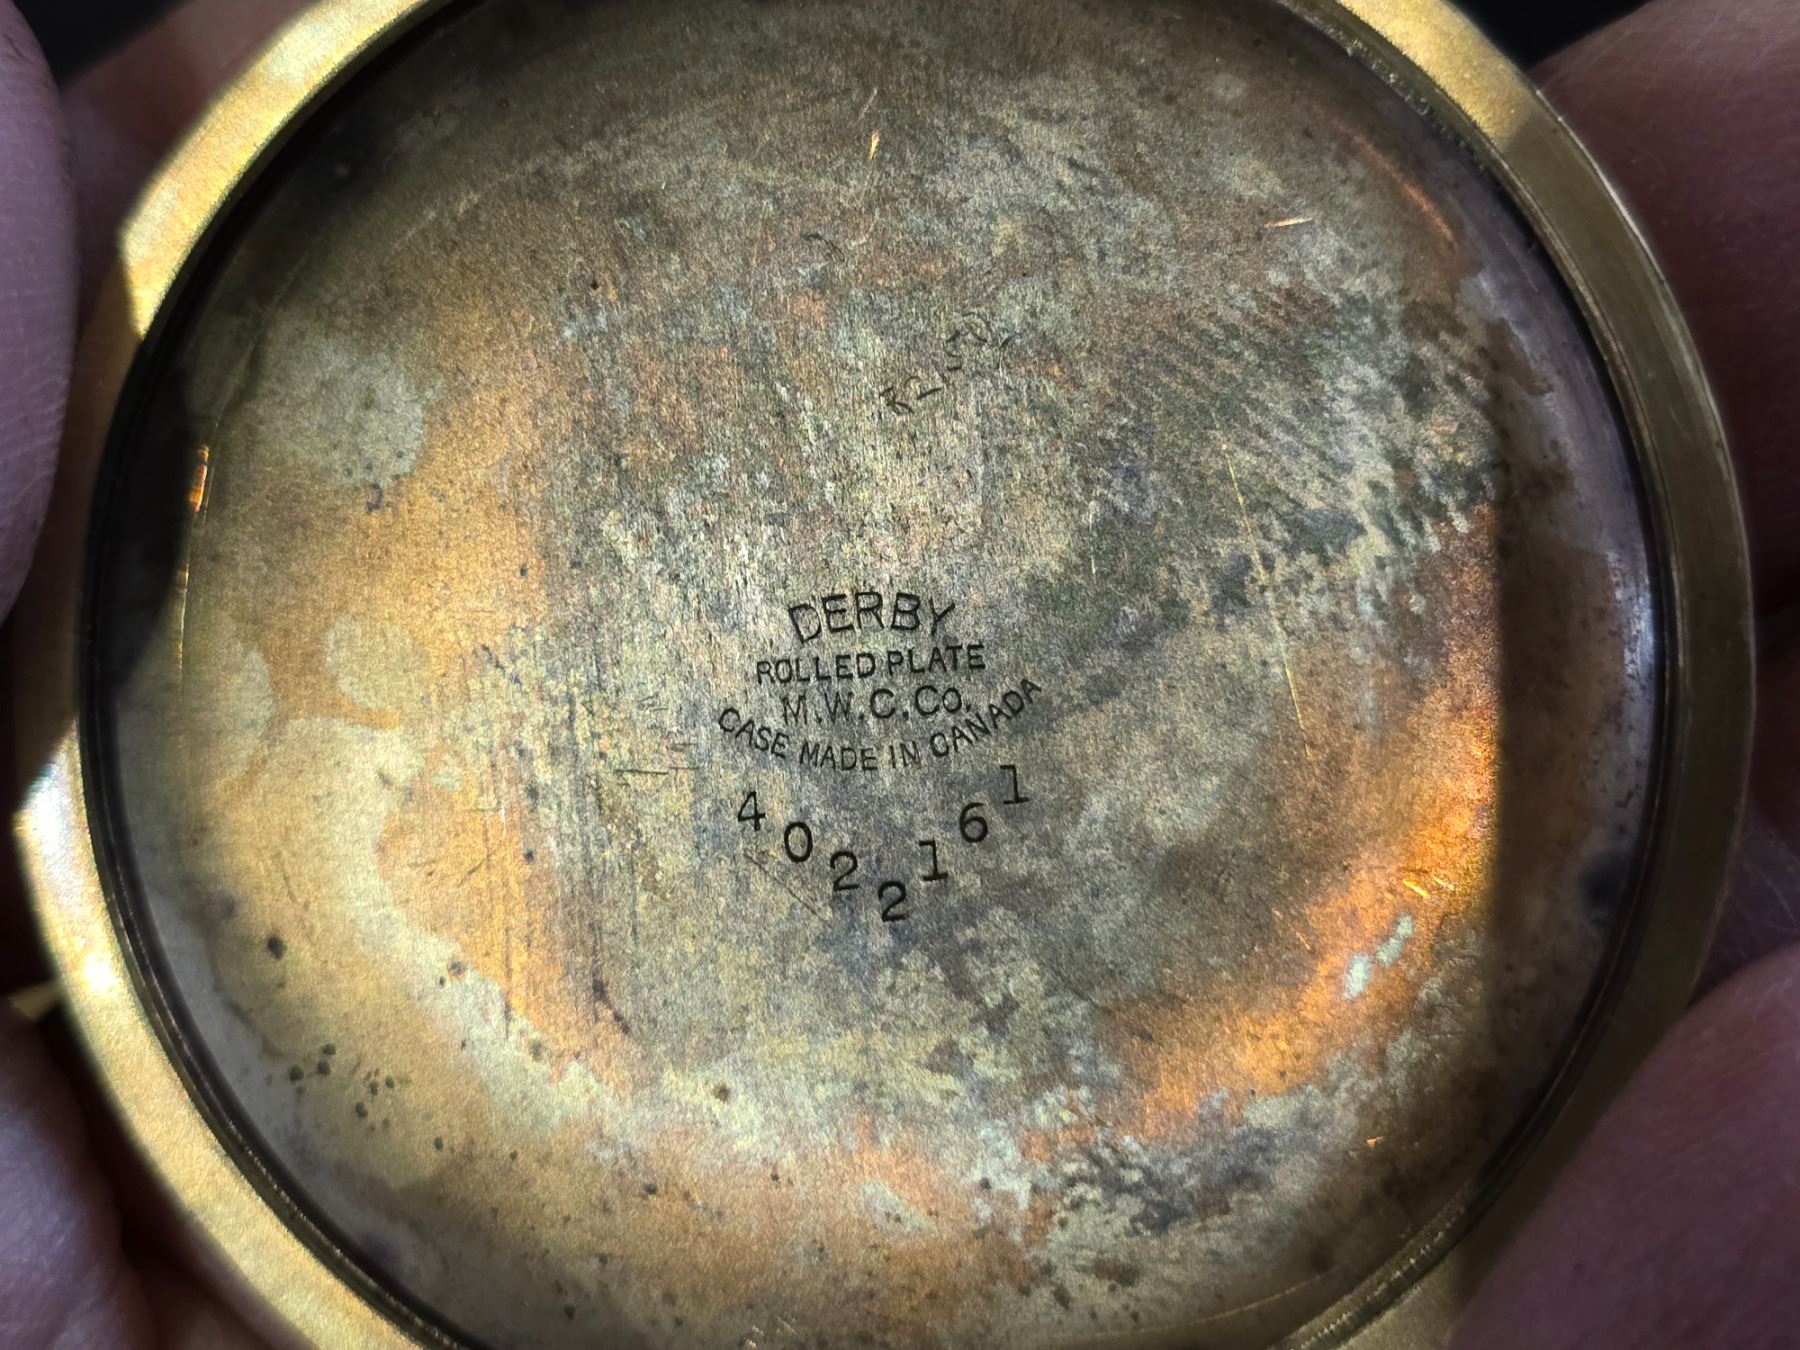 DERBY
ROLLED PLATE
M.W.C.Co.
CASE MADE IN CANADA
4022161